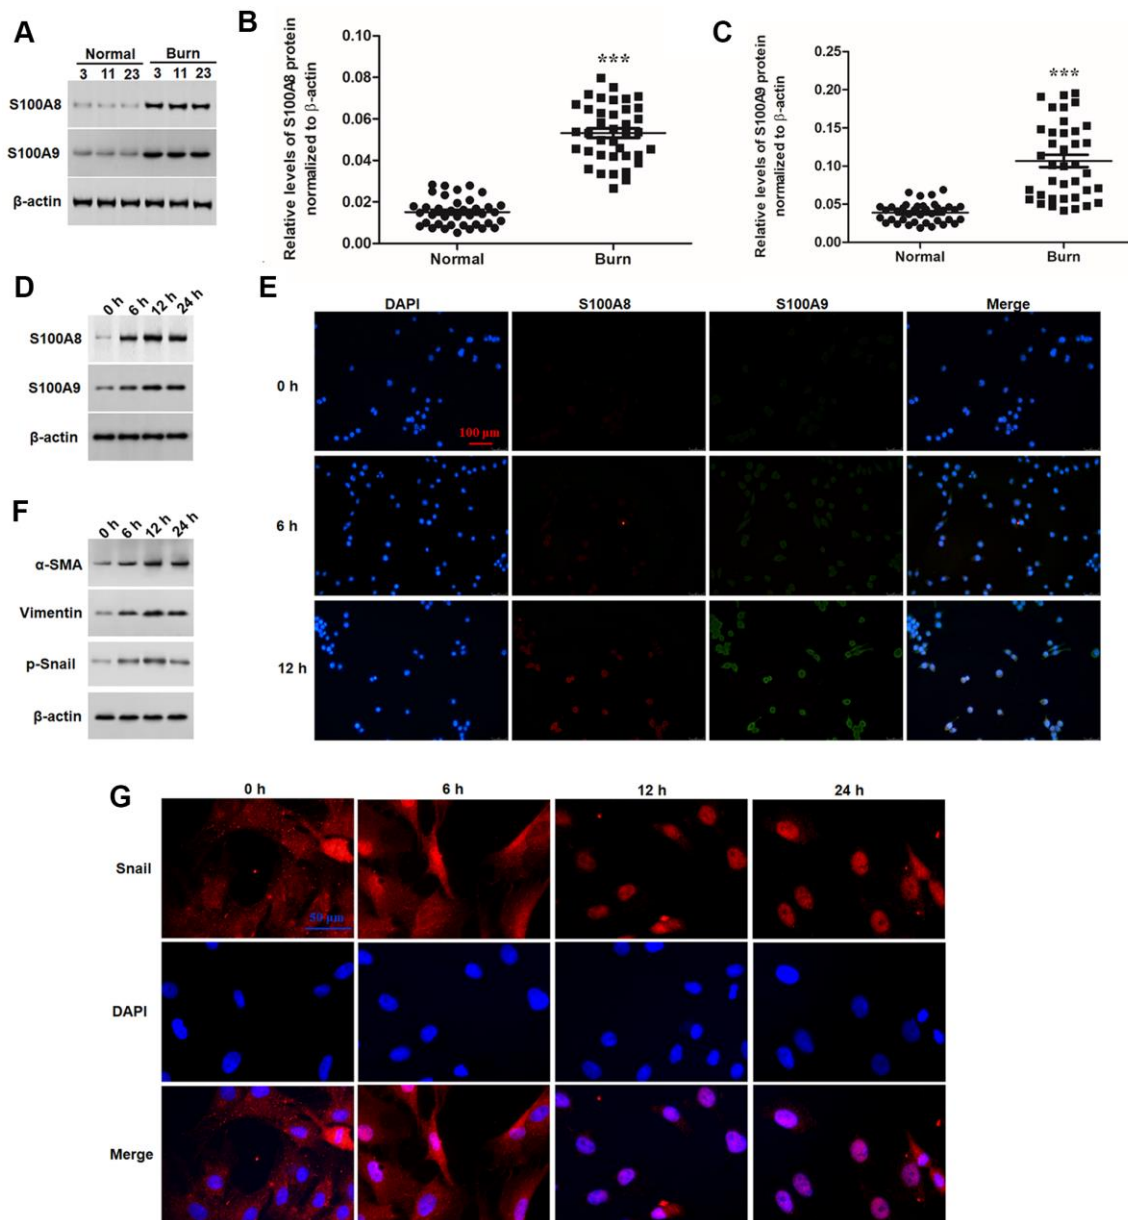 A
Normal Burn
3 11 23 3 11 23
S100A8
S100A9
β-actin
B
Relative levels of S100A8 protein
normalized to β-actin
0.10
0.08
0.06
0.04
0.02
0.00
***
Normal Burn
C
Relative levels of S100A9 protein
normalized to β-actin
0.25
0.20
0.15
0.10
0.05
0.00
***
Normal Burn
D
0 h 6 h 12 h 24 h
S100A8
S100A9
β-actin
E
DAPI S100A8 S100A9 Merge
0 h
100 μm
6 h
12 h
F
0 h 6 h 12 h 24 h
α-SMA
Vimentin
p-Snail
β-actin
G
0 h 6 h 12 h 24 h
Snail
50 μm
DAPI
Merge